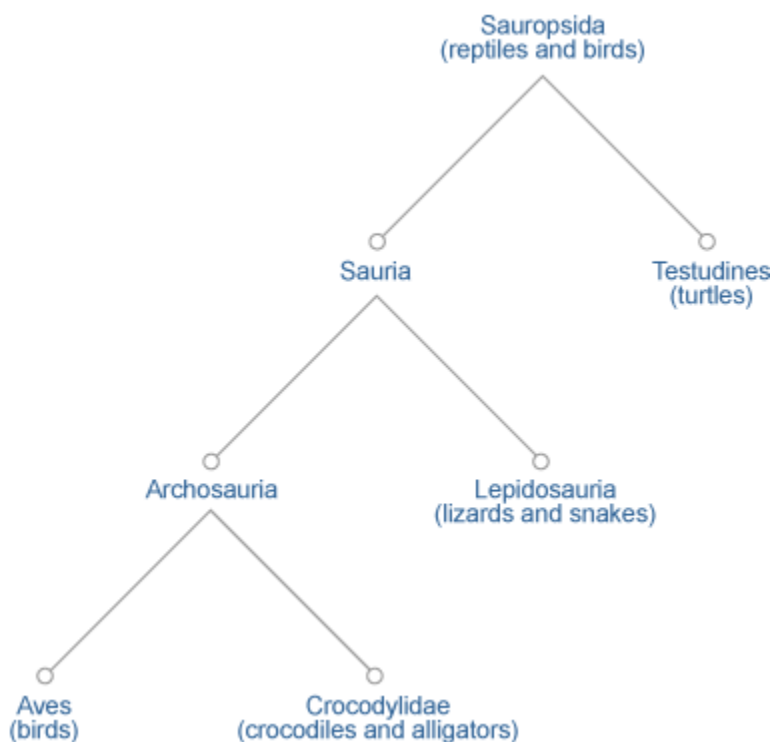 Sauropsida
(reptiles and birds)
Sauria
Testudines
(turtles)
Archosauria
Lepidosauria
(lizards and snakes)
Aves
(birds)
Crocodylidae
(crocodiles and alligators)